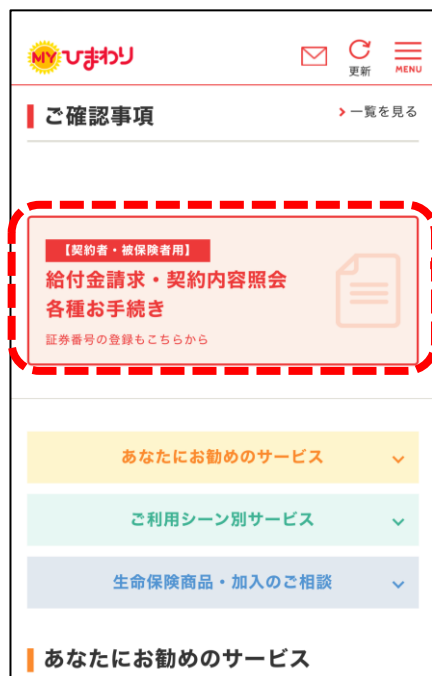 MY ひまわり
更新
MENU
ご確認事項
一覧を見る
【契約者・被保険者用】
給付金請求・契約内容照会
各種お手続き
証券番号の登録もこちらから
あなたにお勧めのサービス
ご利用シーン別サービス
生命保険商品・加入のご相談
あなたにお勧めのサービス